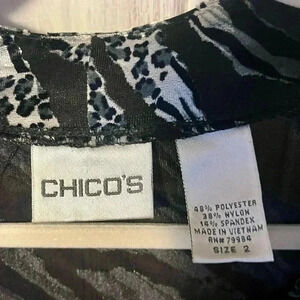 CHICO'S
48% POLYESTER
38% NYLON
14% SPANDEX
MADE IN VIETNAM
RN# 79984
SIZE 2